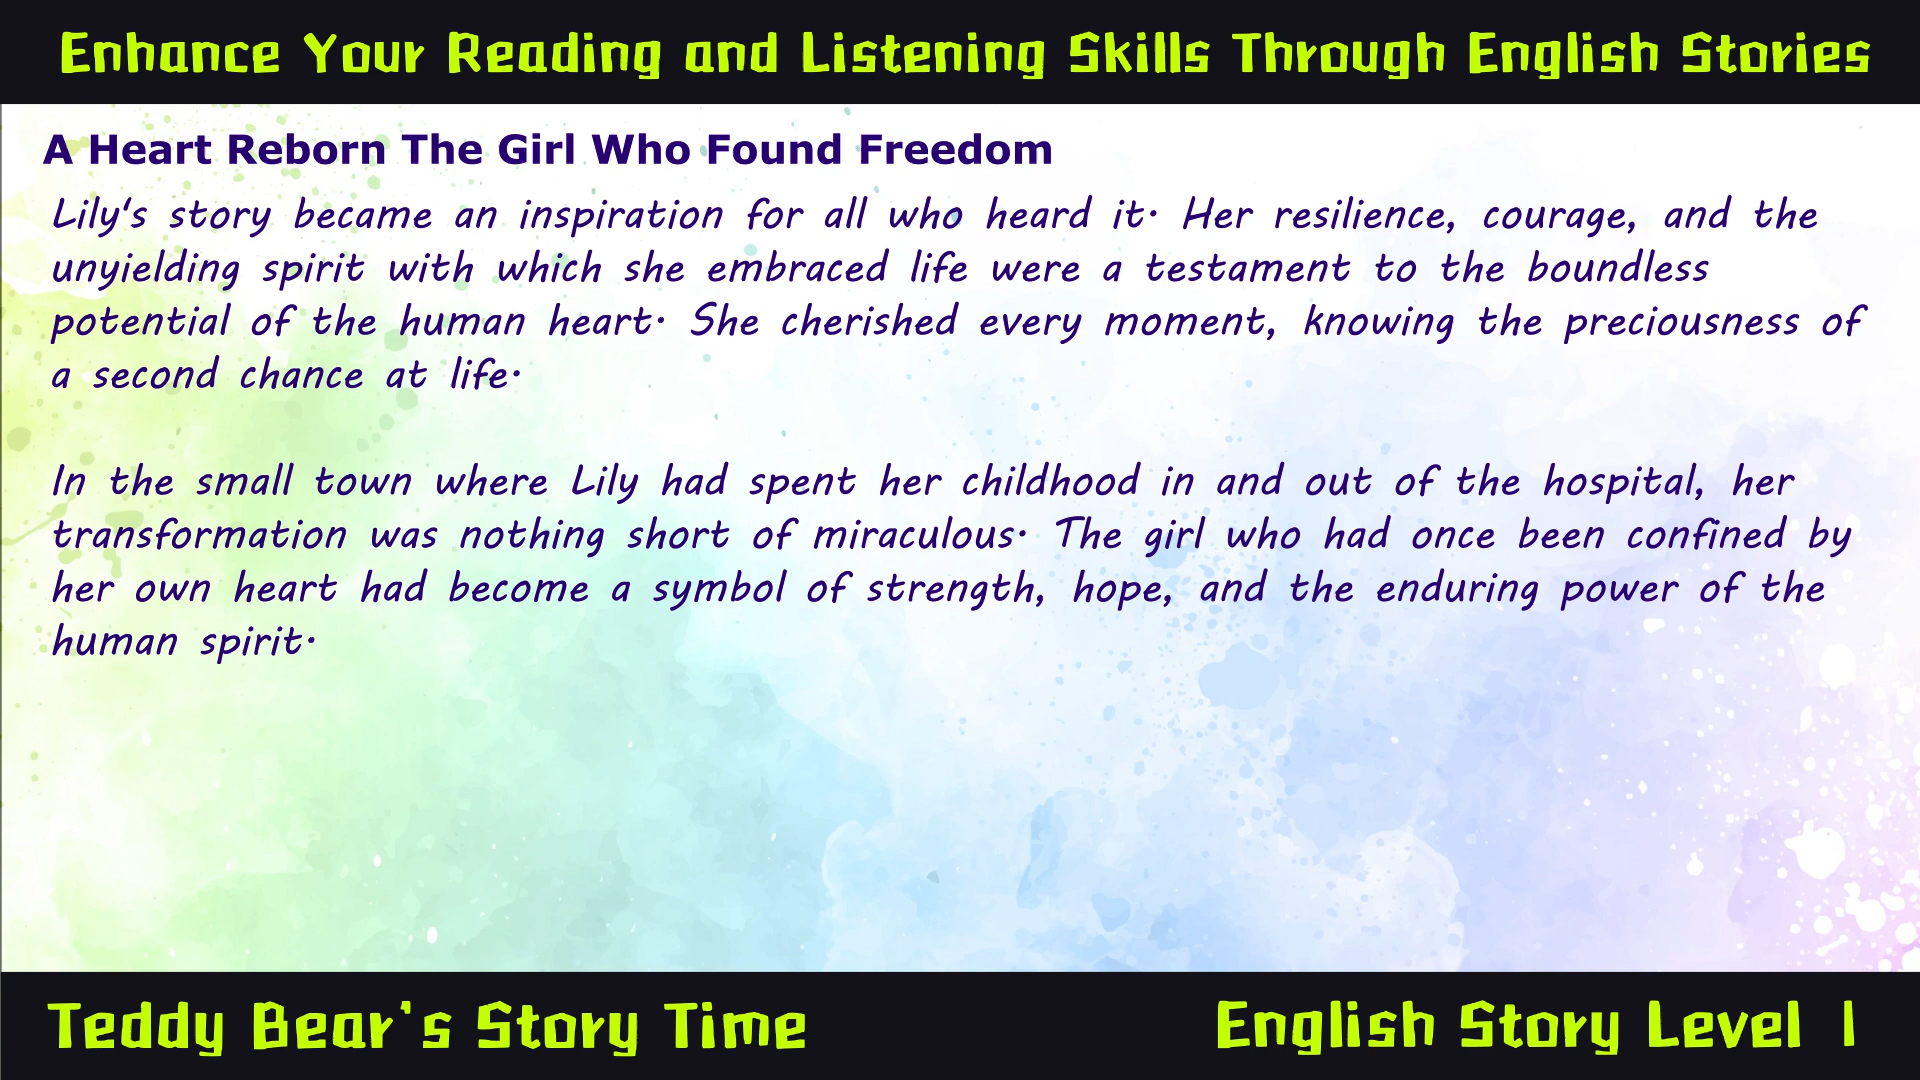 Enhance Your Reading and Listening Skills Through English Stories
A Heart Reborn The Girl Who Found Freedom
Lily's story became an inspiration for all who heard it. Her resilience, courage, and the
unyielding spirit with which she embraced life were a testament to the boundless
potential of the human heart. She cherished every moment, knowing the preciousness of
a second chance at life.
In the small town where Lily had spent her childhood in and out of the hospital, her
transformation was nothing short of miraculous. The girl who had once been confined by
her own heart had become a symbol of strength, hope, and the enduring power of the
human spirit.
Teddy Bear's Story Time
English Story Level 1